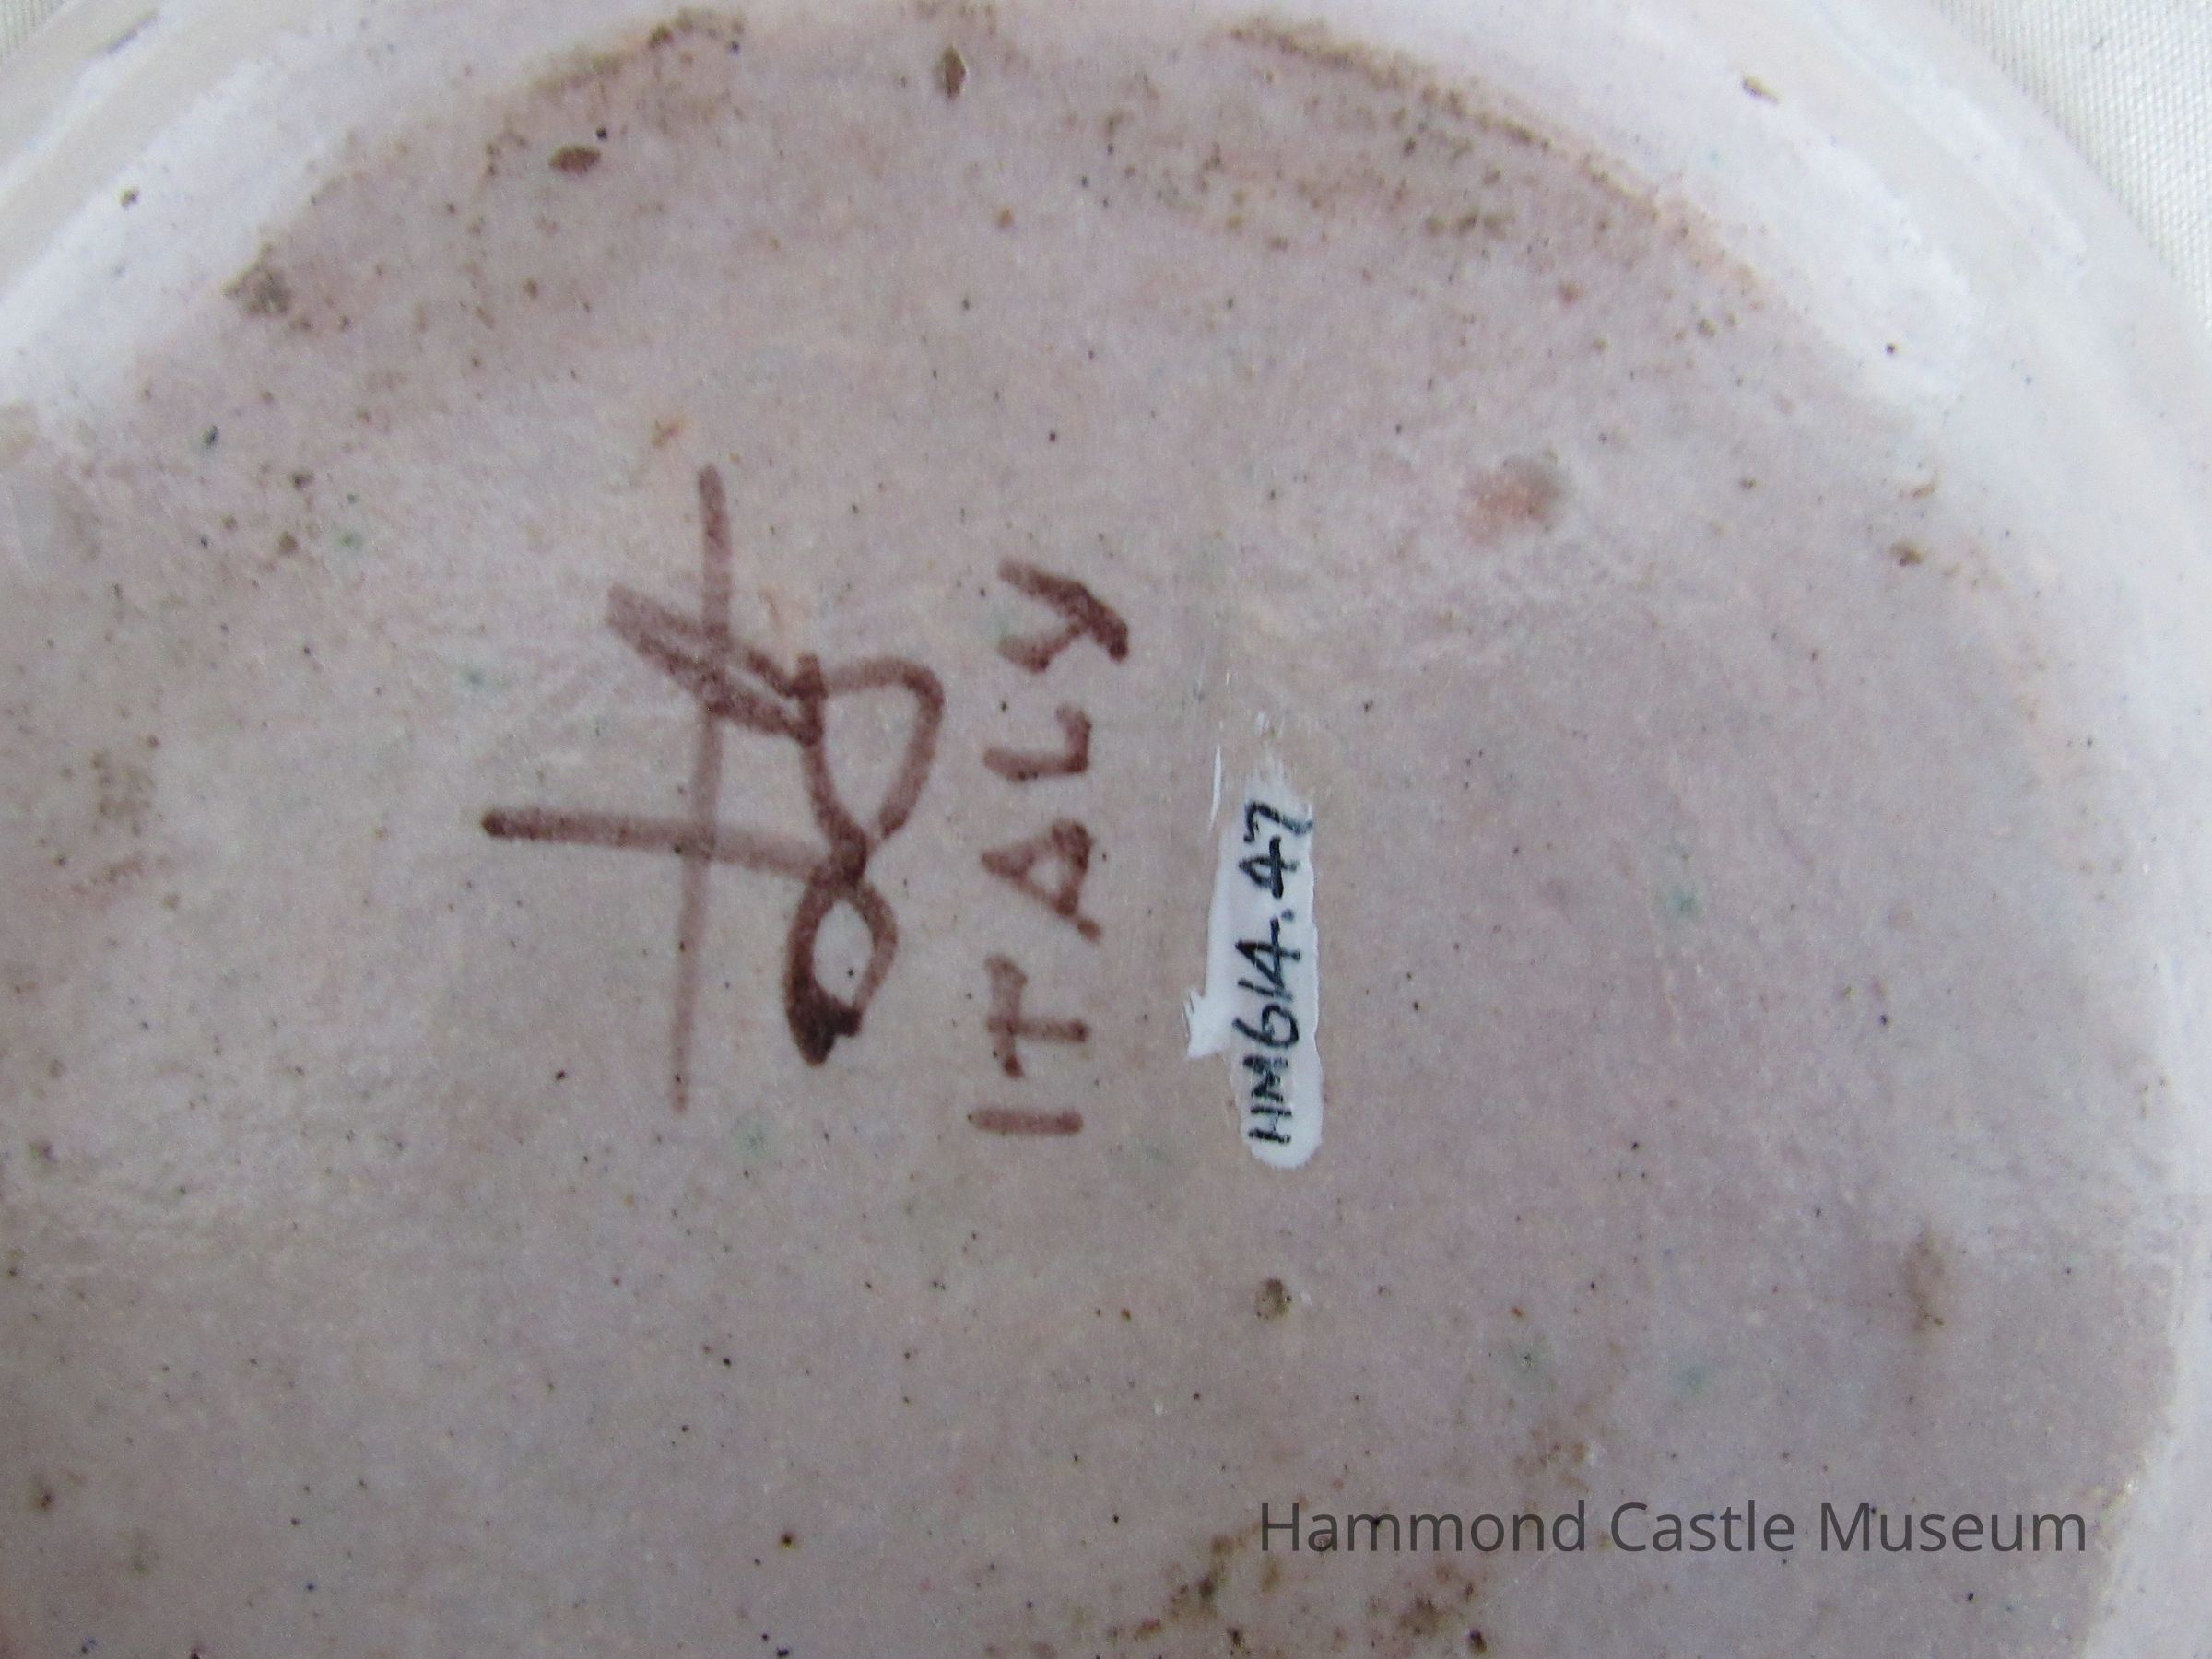 ITALY
HM614.47
Hammond Castle Museum